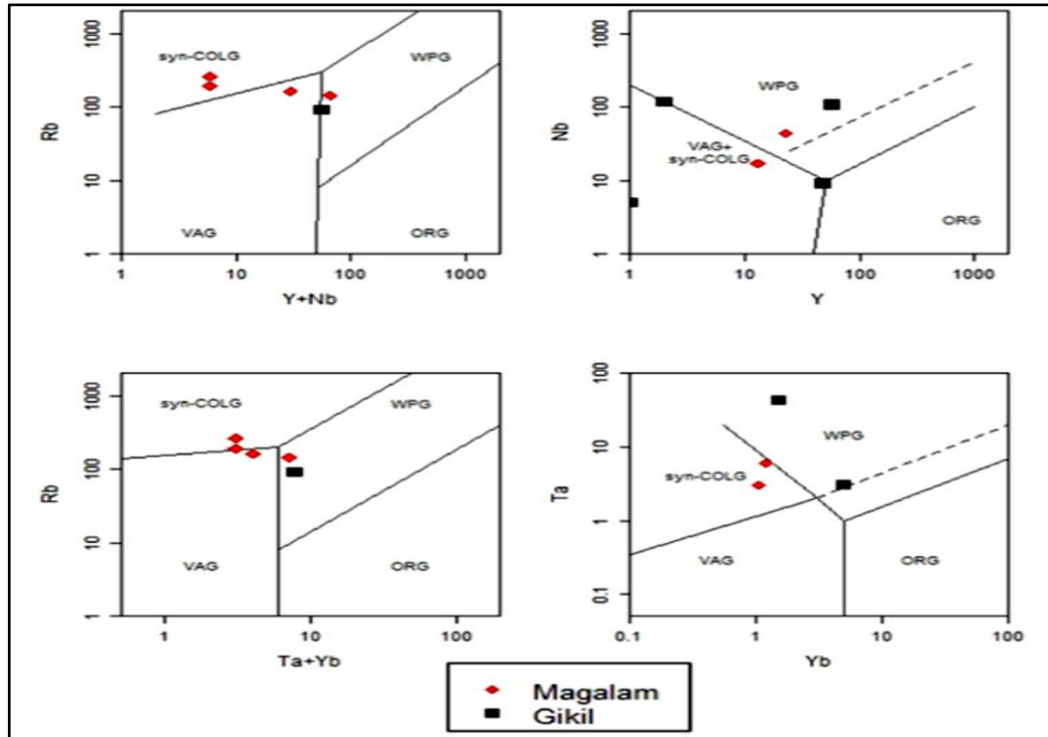 1000
syn-COLG
WPG
100
Rb
10
VAG
ORG
1
1 10 100 1000
Y+Nb
1000
WPG
100
Nb
VAG+
syn-COLG
10
ORG
1
1 10 100 1000
Y
1000
syn-COLG
WPG
100
Rb
10
VAG
ORG
1
1 10 100
Ta+Yb
100
WPG
10
syn-COLG
Ta
1
VAG
ORG
0.1
0.1 1 10 100
Yb
Magalam
Gikil